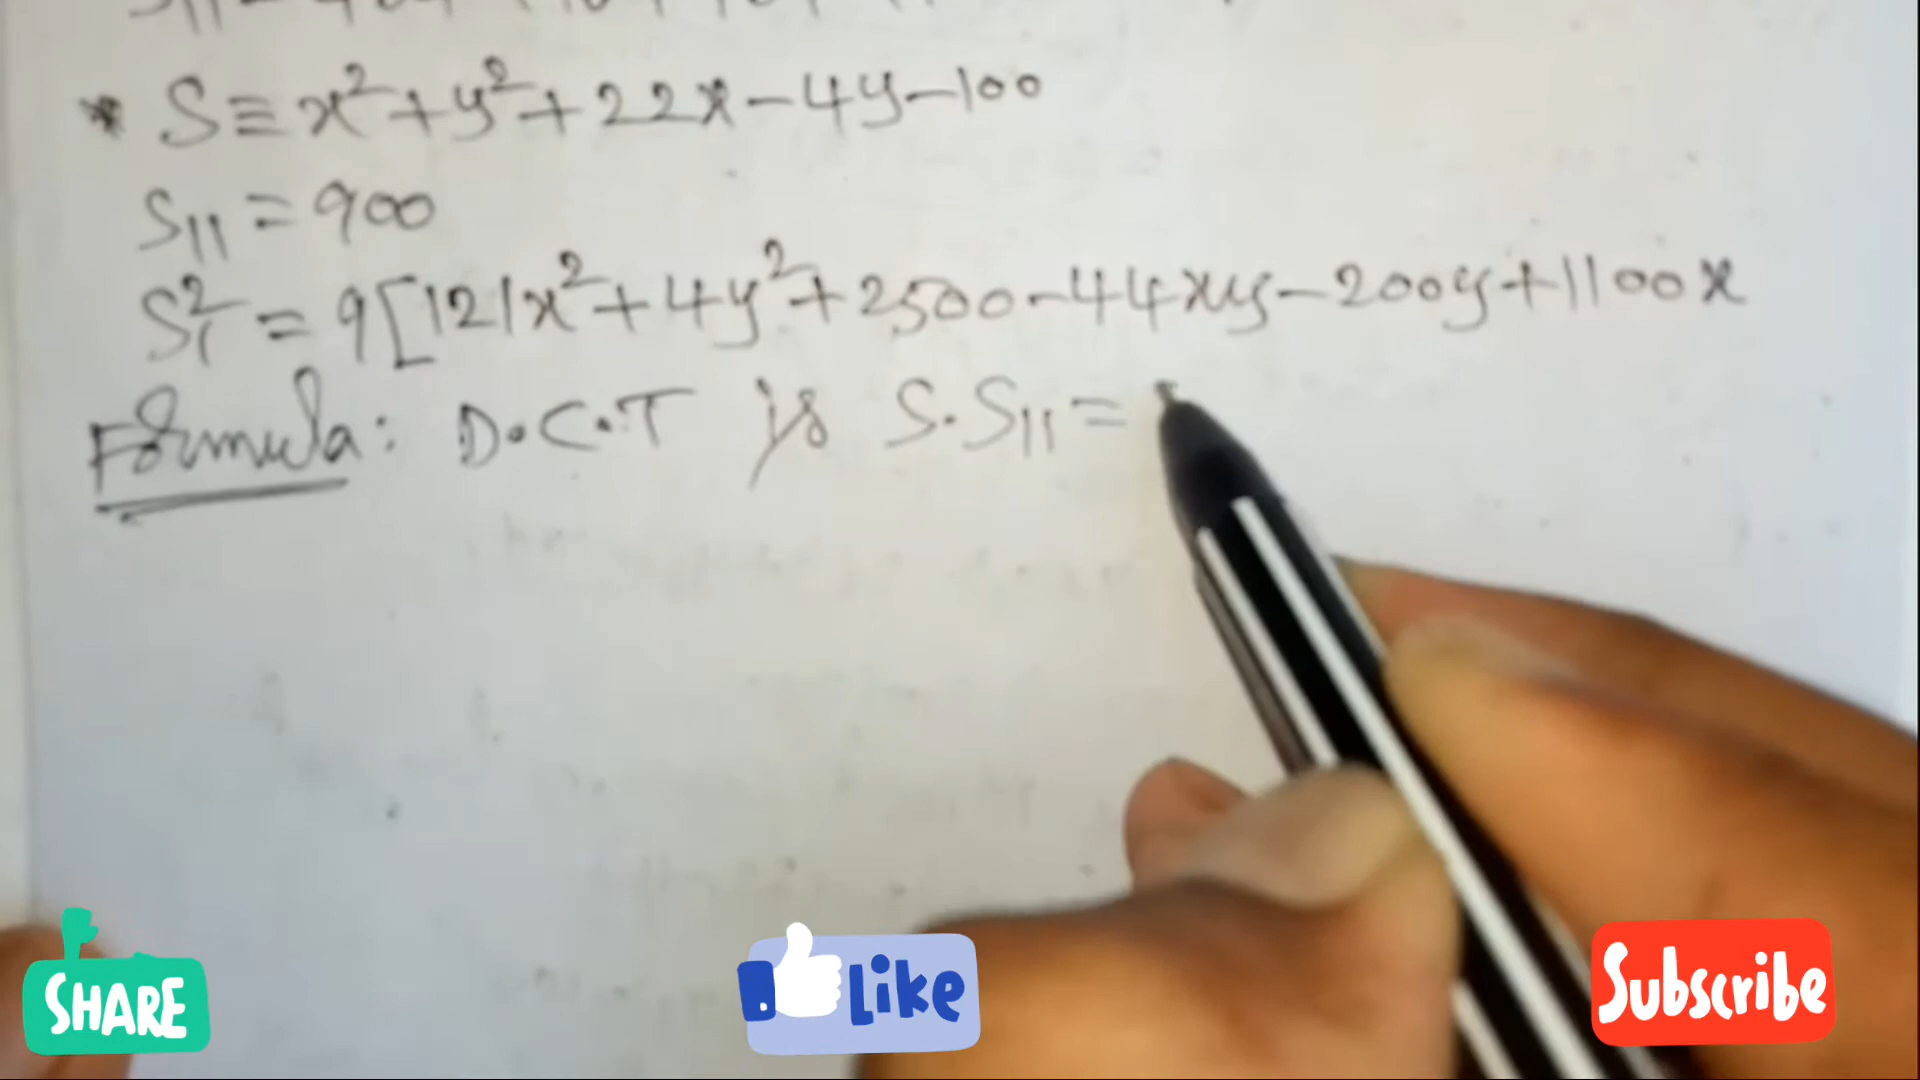 * S≡x²+y²+22x-4y-100
S₁₁=900
S₁²=9[121x²+4y²+2500-44xy-200y+1100x
Formula: D.C.T is S.S₁₁=
SHARE
Like
Subscribe